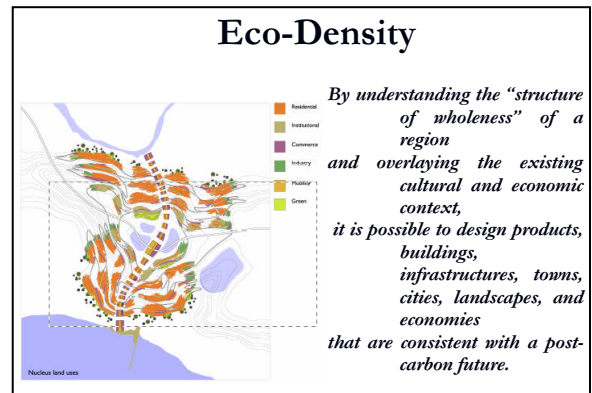 Eco-Density
Residential
Institutional
Commerce
Industry
Mobility
Green
Nucleus land uses
By understanding the “structure
of wholeness” of a
region
and overlaying the existing
cultural and economic
context,
it is possible to design products,
buildings,
infrastructures, towns,
cities, landscapes, and
economies
that are consistent with a post-
carbon future.